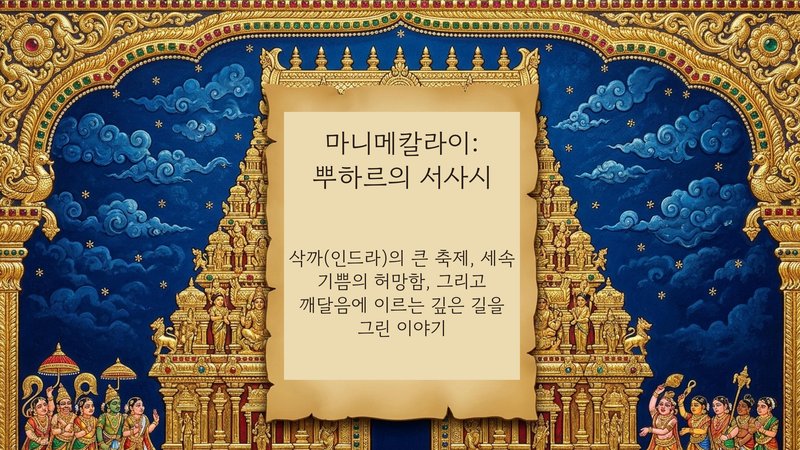 마니메칼라이:
뿌하르의 서사시
삭까(인드라)의 큰 축제, 세속
기쁨의 허망함, 그리고
깨달음에 이르는 깊은 길을
그린 이야기